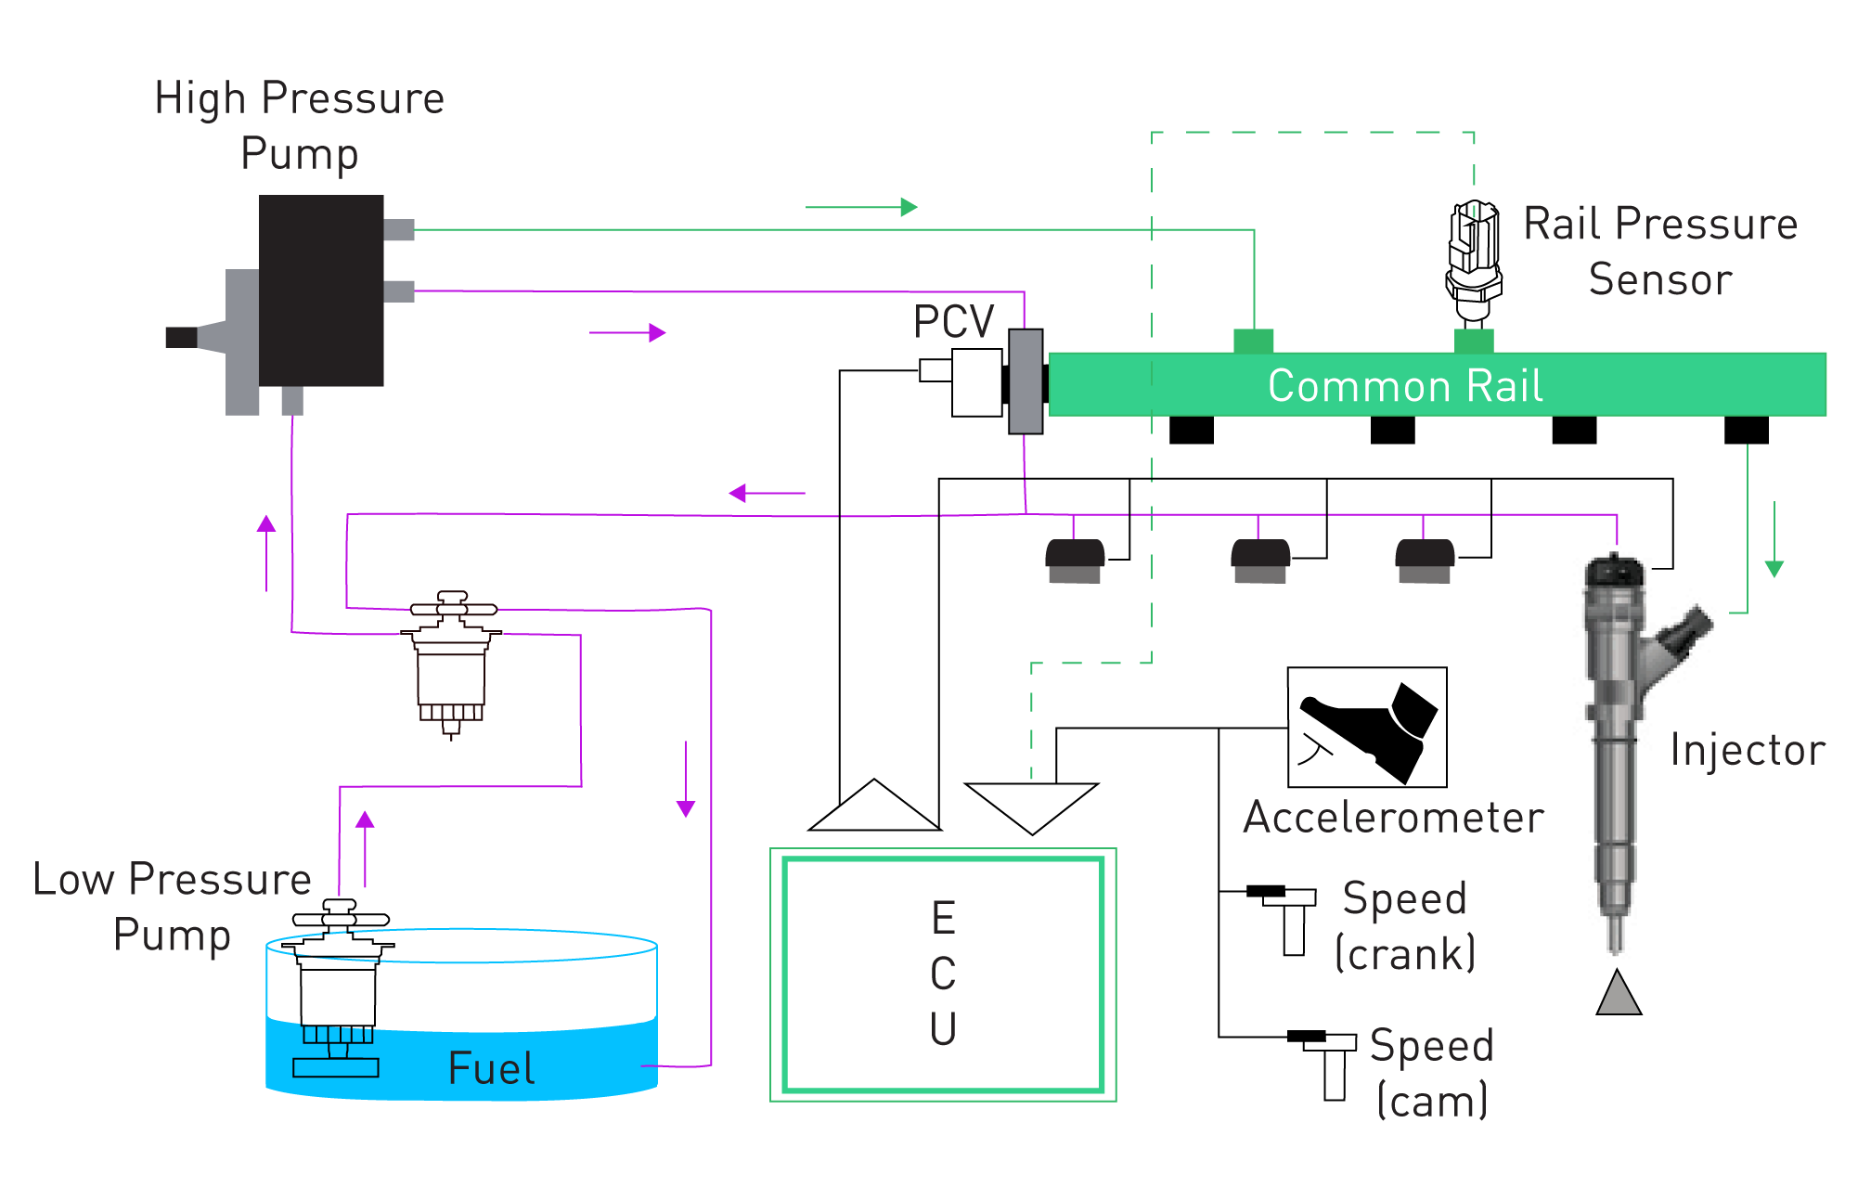 High Pressure
Pump
Rail Pressure
Sensor
PCV
Common Rail
Injector
Accelerometer
Low Pressure
Pump
Fuel
E
C
U
Speed
(crank)
Speed
(cam)